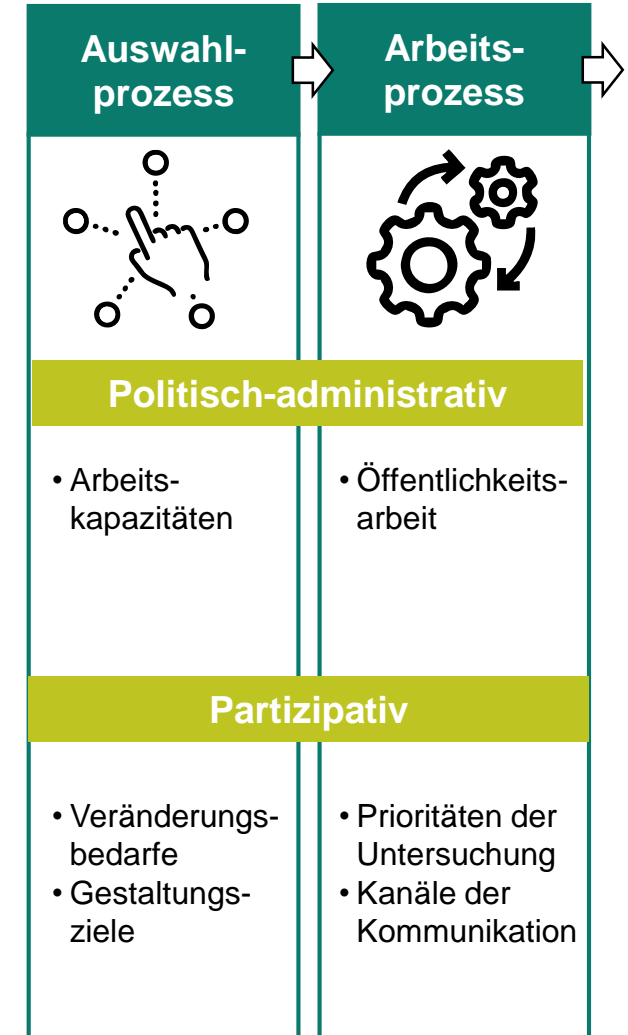 Auswahl-
prozess
Arbeits-
prozess
Politisch-administrativ
• Arbeits-
kapazitäten
• Öffentlichkeits-
arbeit
Partizipativ
• Veränderungs-
bedarfe
• Gestaltungs-
ziele
• Prioritäten der
Untersuchung
• Kanäle der
Kommunikation